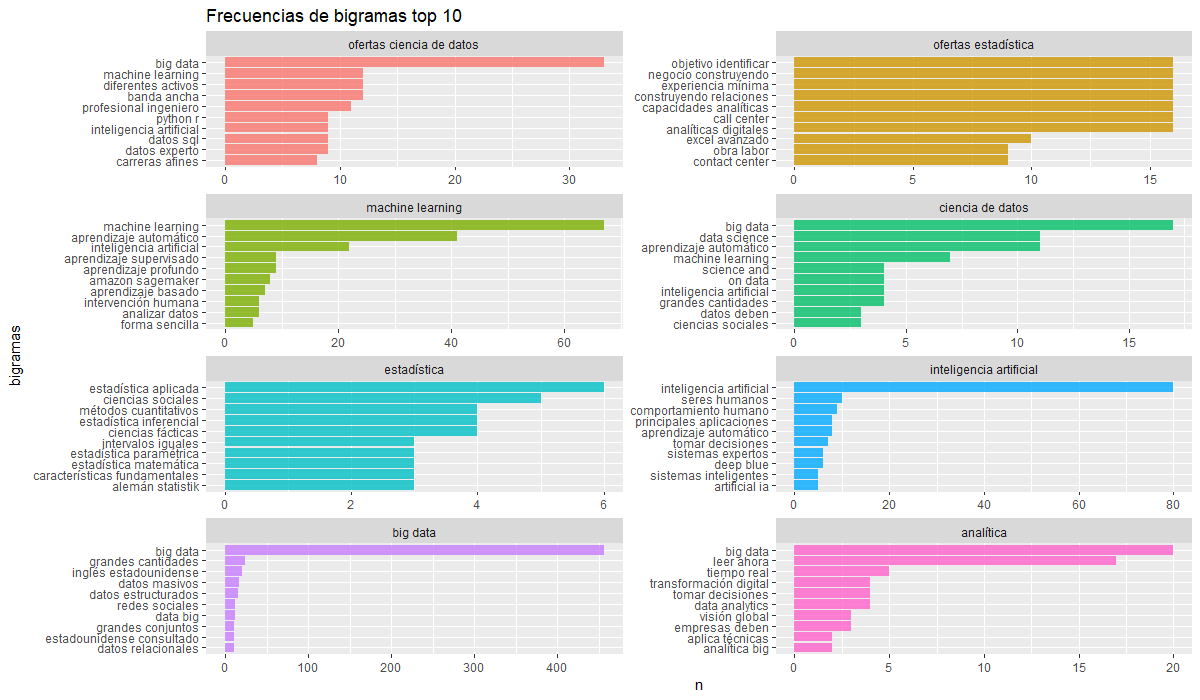 Frecuencias de bigramas top 10
ofertas ciencia de datos
big data
machine learning
diferentes activos
banda ancha
profesional ingeniero
python r
inteligencia artificial
datos sql
datos experto
carreras afines
0 10 20 30
ofertas estadística
objetivo identificar
negocio construyendo
experiencia mínima
construyendo relaciones
capacidades analíticas
call center
analíticas digitales
excel avanzado
obra labor
contact center
0 5 10 15
machine learning
machine learning
aprendizaje automático
inteligencia artificial
aprendizaje supervisado
aprendizaje profundo
amazon sagemaker
aprendizaje basado
intervención humana
analizar datos
forma sencilla
0 20 40 60
ciencia de datos
big data
data science
aprendizaje automático
machine learning
science and
on data
inteligencia artificial
grandes cantidades
datos deben
ciencias sociales
0 5 10 15
estadística
estadística aplicada
ciencias sociales
métodos cuantitativos
estadística inferencial
ciencias fácticas
intervalos iguales
estadística paramétrica
estadística matemática
características fundamentales
alemán statistik
0 2 4 6
inteligencia artificial
inteligencia artificial
seres humanos
comportamiento humano
principales aplicaciones
aprendizaje automático
tomar decisiones
sistemas expertos
deep blue
sistemas inteligentes
artificial ia
0 20 40 60 80
big data
big data
grandes cantidades
inglés estadounidense
datos masivos
datos estructurados
redes sociales
data big
grandes conjuntos
estadounidense consultado
datos relacionales
0 100 200 300 400
analítica
big data
leer ahora
tiempo real
transformación digital
tomar decisiones
data analytics
visión global
empresas deben
aplica técnicas
analítica big
0 5 10 15 20
bigramas
n